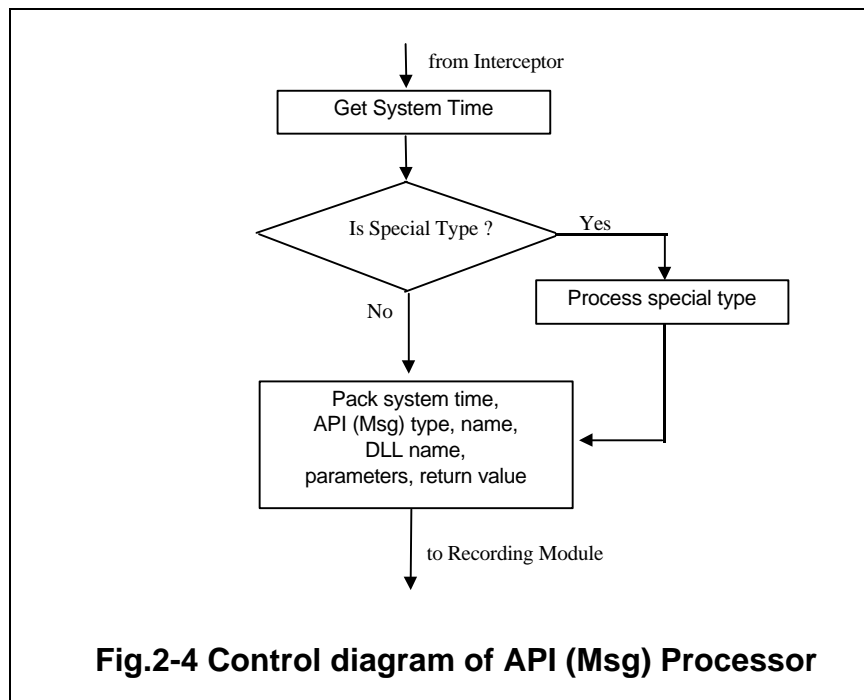 from Interceptor
Get System Time
Is Special Type ?
Yes
Process special type
No
Pack system time,
API (Msg) type, name,
DLL name,
parameters, return value
to Recording Module
Fig.2-4 Control diagram of API (Msg) Processor